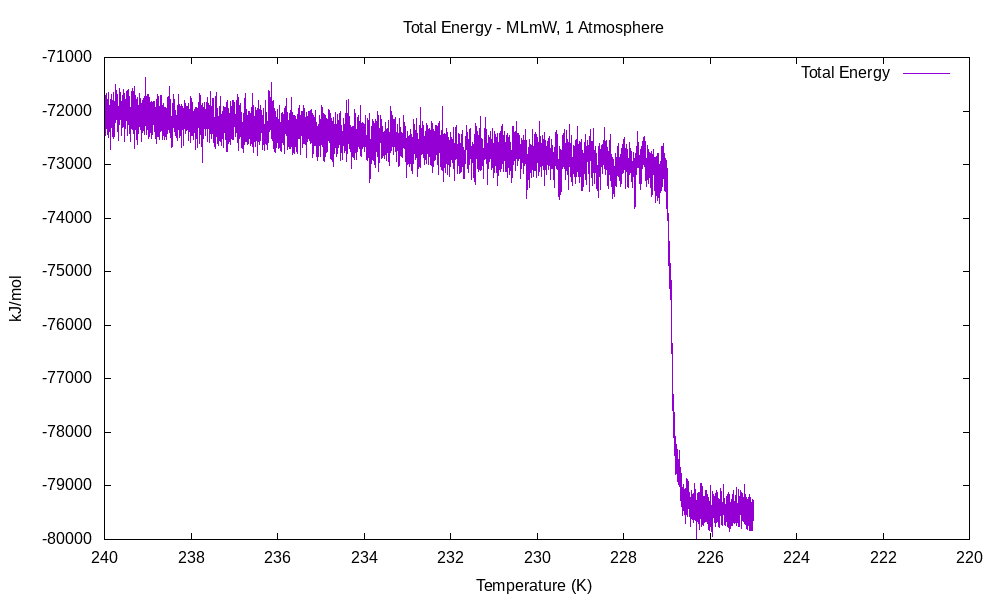 Total Energy - MLmW, 1 Atmosphere
Total Energy
-71000
-72000
-73000
-74000
-75000
-76000
-77000
-78000
-79000
-80000
kJ/mol
240 238 236 234 232 230 228 226 224 222 220
Temperature (K)